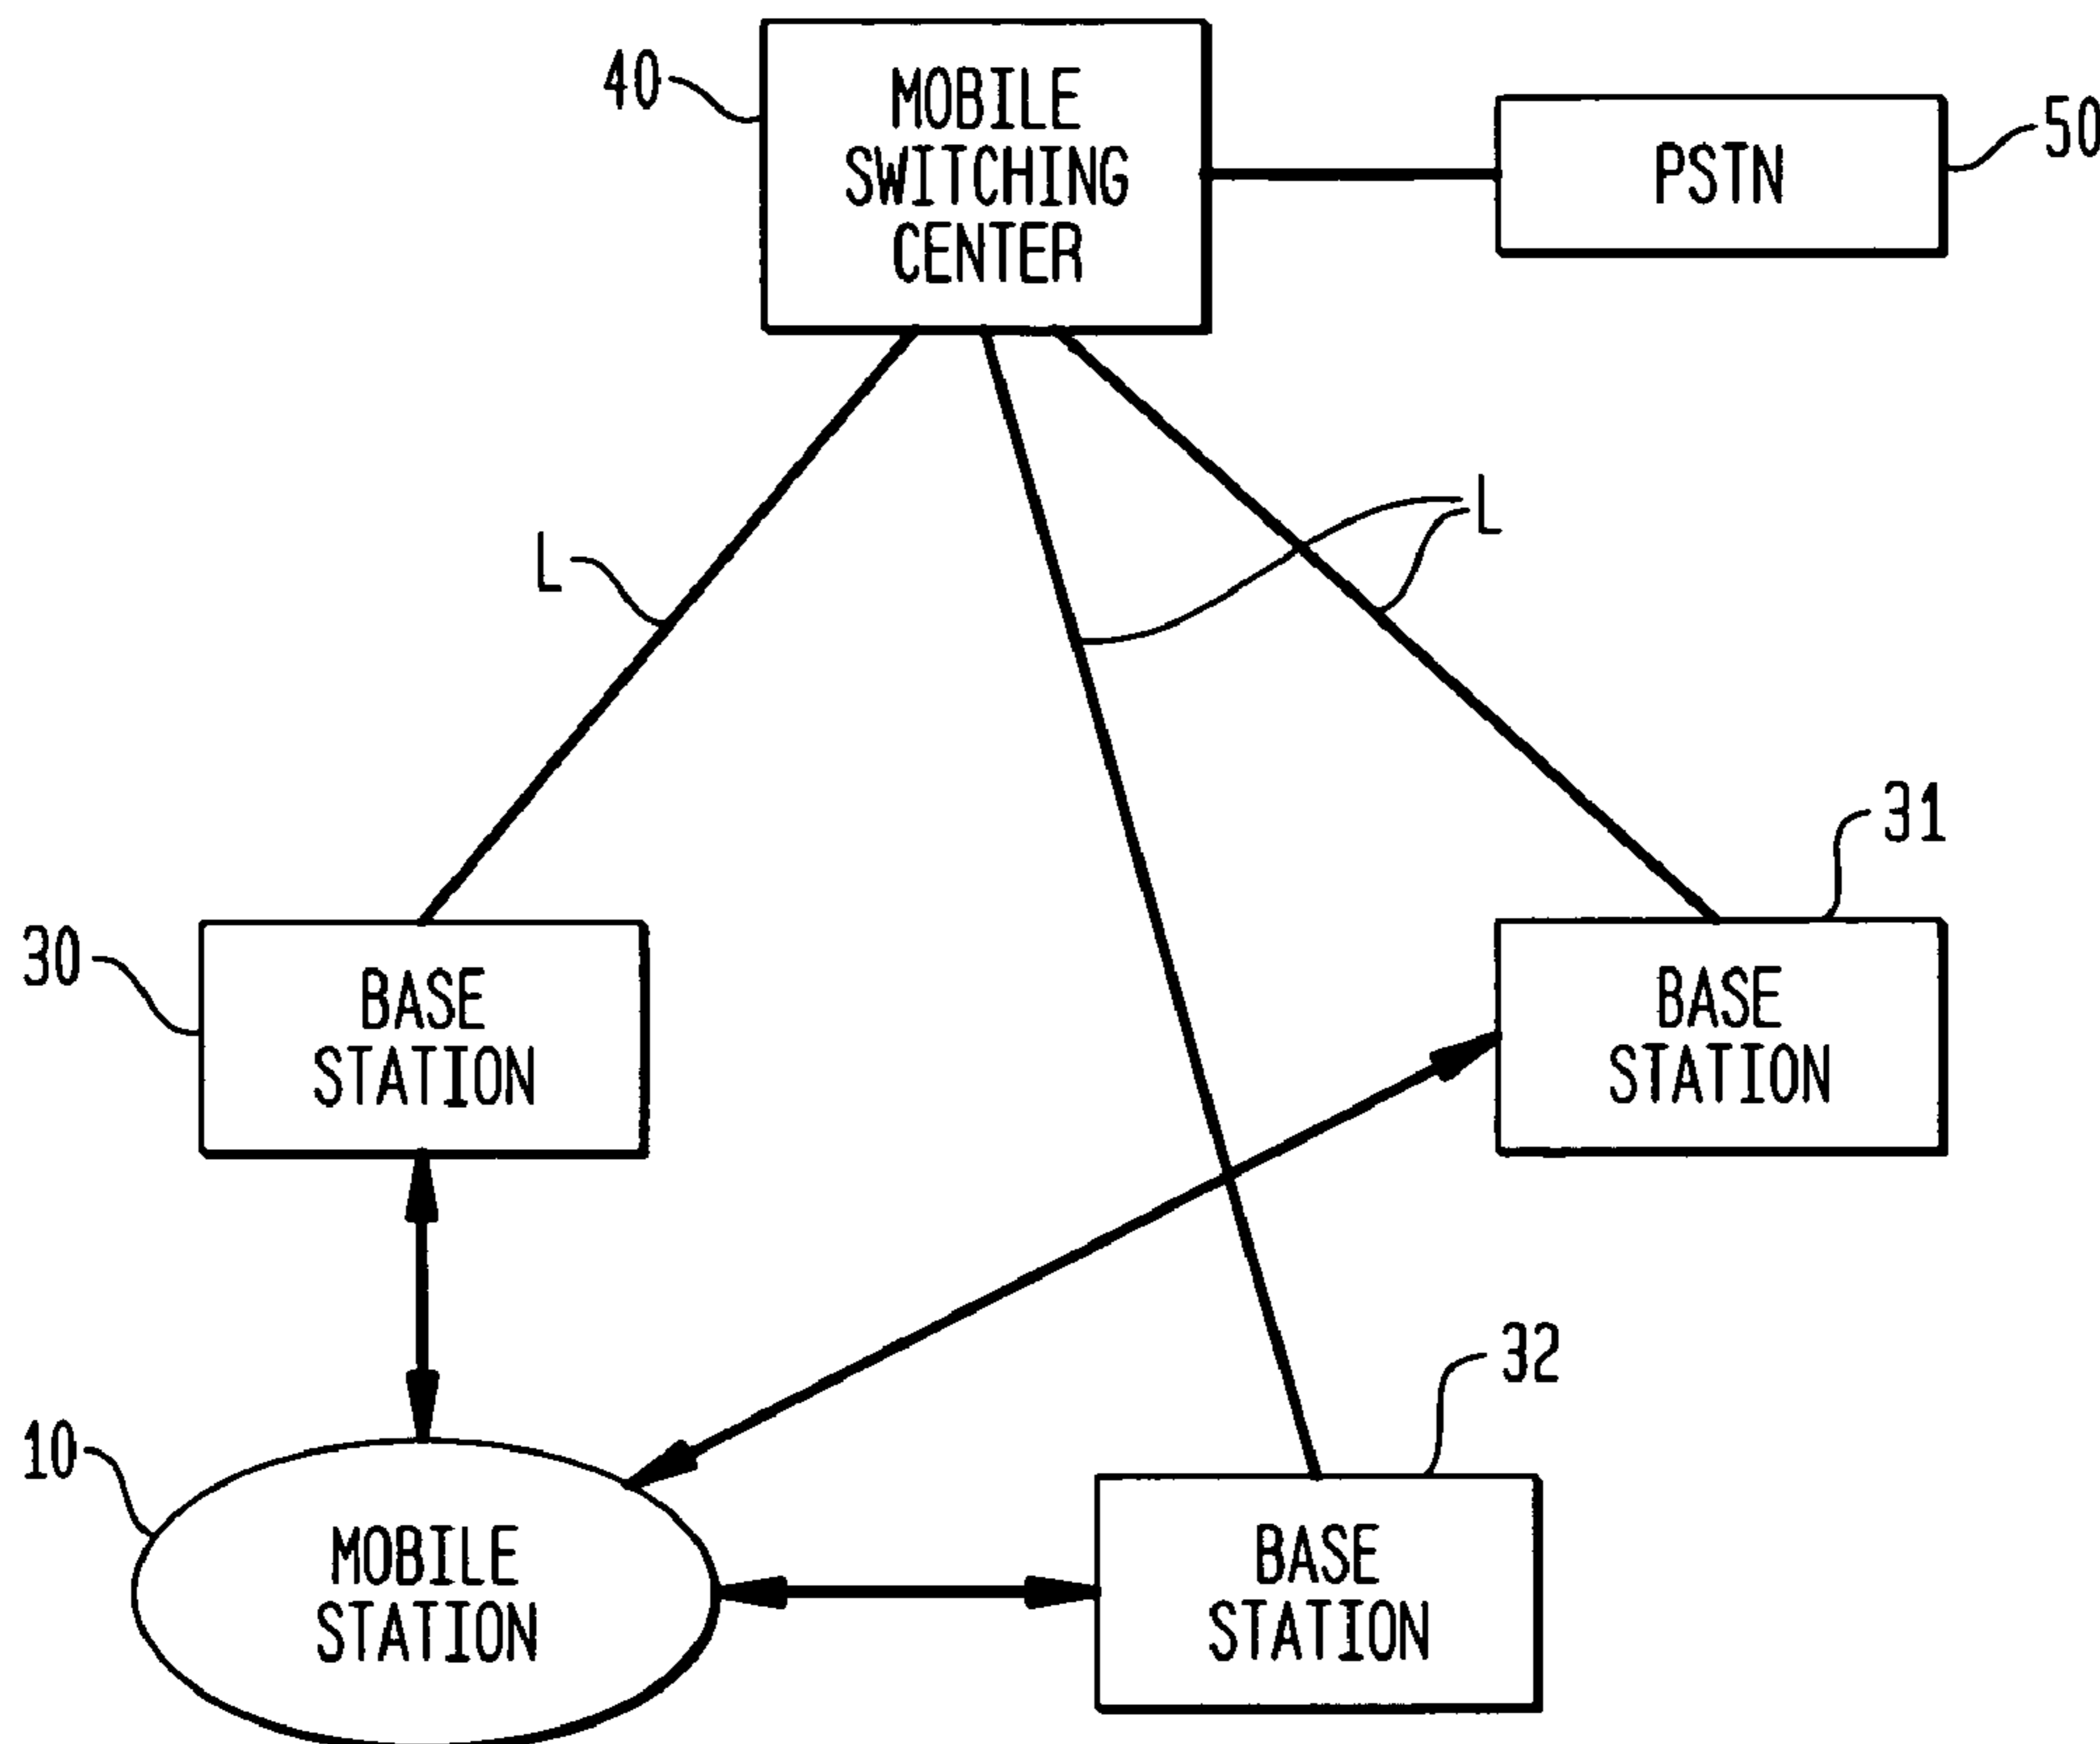 40
MOBILE
SWITCHING
CENTER
PSTN
50
L
L
31
30
BASE
STATION
BASE
STATION
32
10
MOBILE
STATION
BASE
STATION